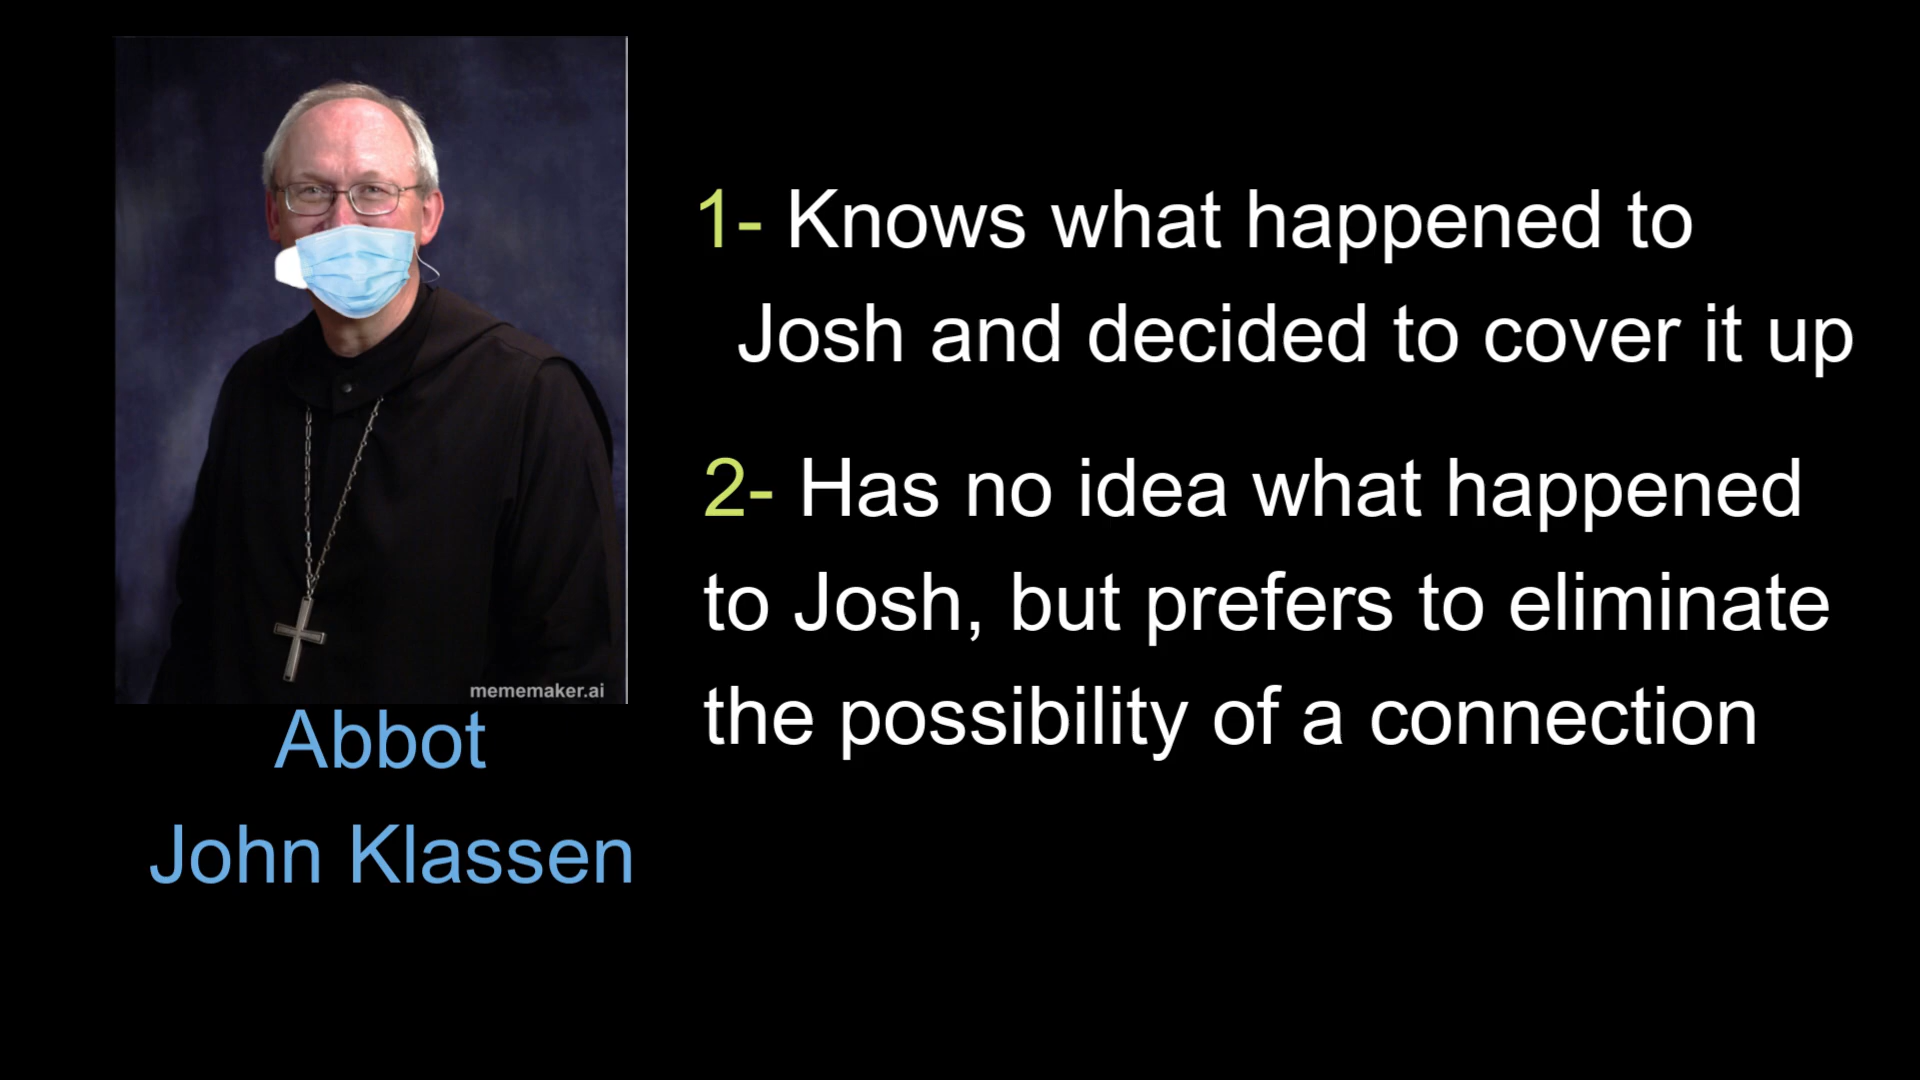 1- Knows what happened to
Josh and decided to cover it up
2- Has no idea what happened
to Josh, but prefers to eliminate
the possibility of a connection
mememaker.ai
Abbot
John Klassen